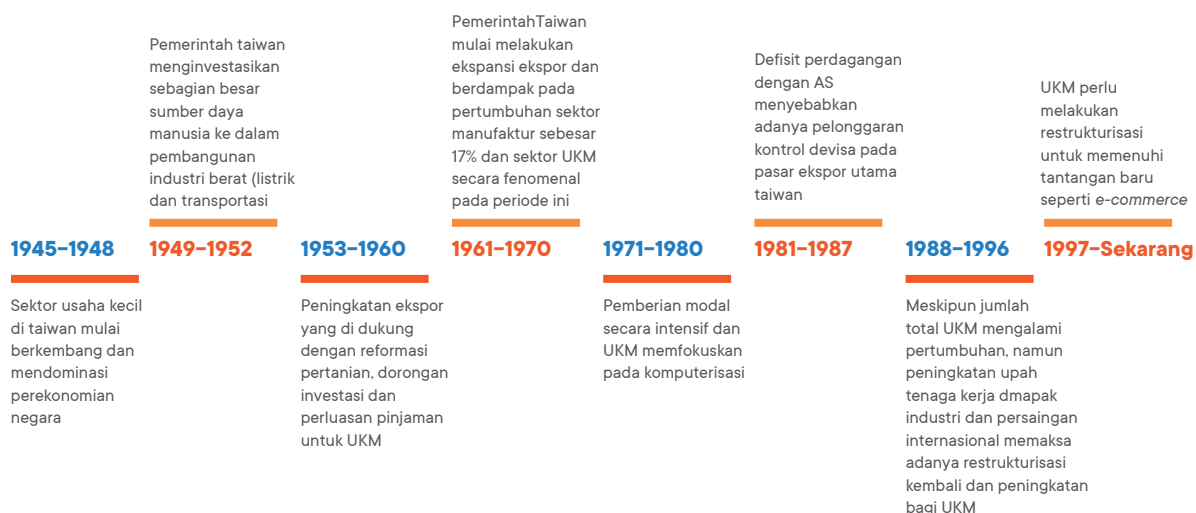 1945–1948
Sektor usaha kecil
di taiwan mulai
berkembang dan
mendominasi
perekonomian
negara
Pemerintah taiwan
menginvestasikan
sebagian besar
sumber daya
manusia ke dalam
pembangunan
industri berat (listrik
dan transportasi
1949–1952
1953–1960
Peningkatan ekspor
yang di dukung
dengan reformasi
pertanian, dorongan
investasi dan
perluasan pinjaman
untuk UKM
PemerintahTaiwan
mulai melakukan
ekspansi ekspor dan
berdampak pada
pertumbuhan sektor
manufaktur sebesar
17% dan sektor UKM
secara fenomenal
pada periode ini
1961–1970
1971–1980
Pemberian modal
secara intensif dan
UKM memfokuskan
pada komputerisasi
Defisit perdagangan
dengan AS
menyebabkan
adanya pelonggaran
kontrol devisa pada
pasar ekspor utama
taiwan
1981–1987
1988–1996
Meskipun jumlah
total UKM mengalami
pertumbuhan, namun
peningkatan upah
tenaga kerja dmapak
industri dan persaingan
internasional memaksa
adanya restrukturisasi
kembali dan peningkatan
bagi UKM
UKM perlu
melakukan
restrukturisasi
untuk memenuhi
tantangan baru
seperti e-commerce
1997–Sekarang